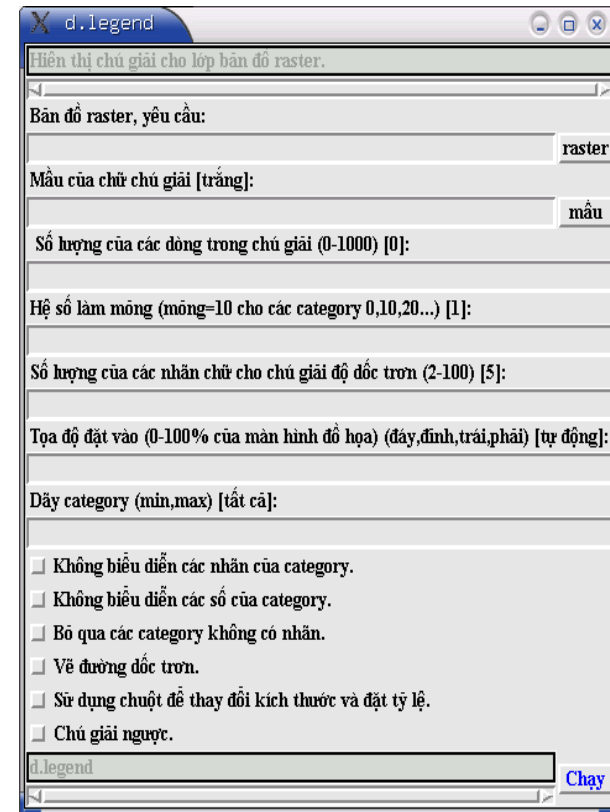 d.legend
Hiển thị chú giải cho lớp bản đồ raster.
Bản đồ raster, yêu cầu:
raster
Mầu của chữ chú giải [trắng]:
mầu
Số lượng của các dòng trong chú giải (0-1000) [0]:
Hệ số làm mỏng (mỏng=10 cho các category 0,10,20...) [1]:
Số lượng của các nhãn chữ cho chú giải độ dốc trơn (2-100) [5]:
Tọa độ đặt vào (0-100% của màn hình đồ họa) (đáy,đỉnh,trái,phải) [tự động]:
Dãy category (min,max) [tất cả]:
Không biểu diễn các nhãn của category.
Không biểu diễn các số của category.
Bỏ qua các category không có nhãn.
Vẽ đường dốc trơn.
Sử dụng chuột để thay đổi kích thước và đặt tỷ lệ.
Chú giải ngược.
d.legend
Chạy